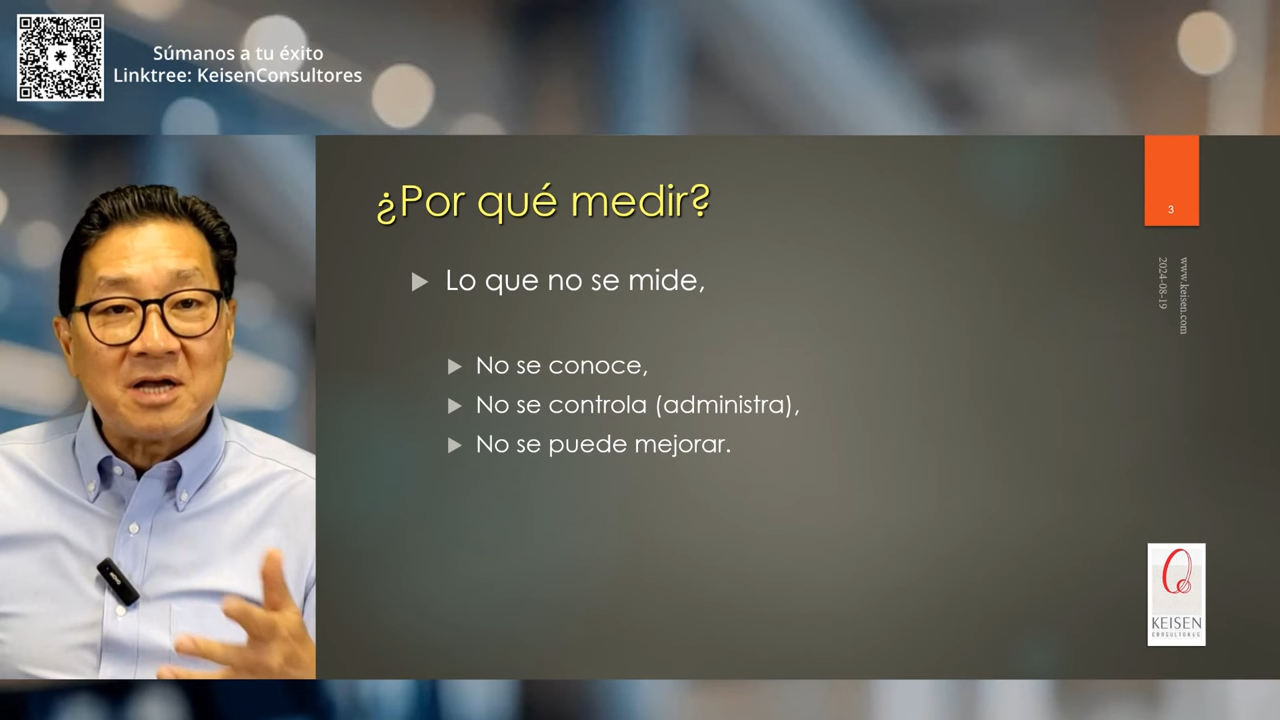 Súmanos a tu éxito
Linktree: KeisenConsultores
¿Por qué medir?
3
Lo que no se mide,
No se conoce,
No se controla (administra),
No se puede mejorar.
www.keisen.com
2024-08-19
KEISEN
CONSULTORES